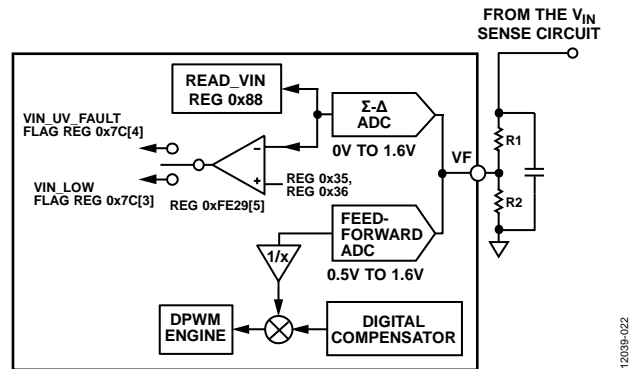 FROM THE VIN
SENSE CIRCUIT
READ_VIN
REG 0x88
Σ-Δ
ADC
R1
VIN_UV_FAULT
FLAG REG 0x7C[4]
0V TO 1.6V
VF
–
+
REG 0x35,
REG 0x36
VIN_LOW
FLAG REG 0x7C[3]
REG 0xFE29[5]
R2
FEED-
FORWARD
ADC
1/x
0.5V TO 1.6V
DPWM
ENGINE
DIGITAL
COMPENSATOR
12039-022